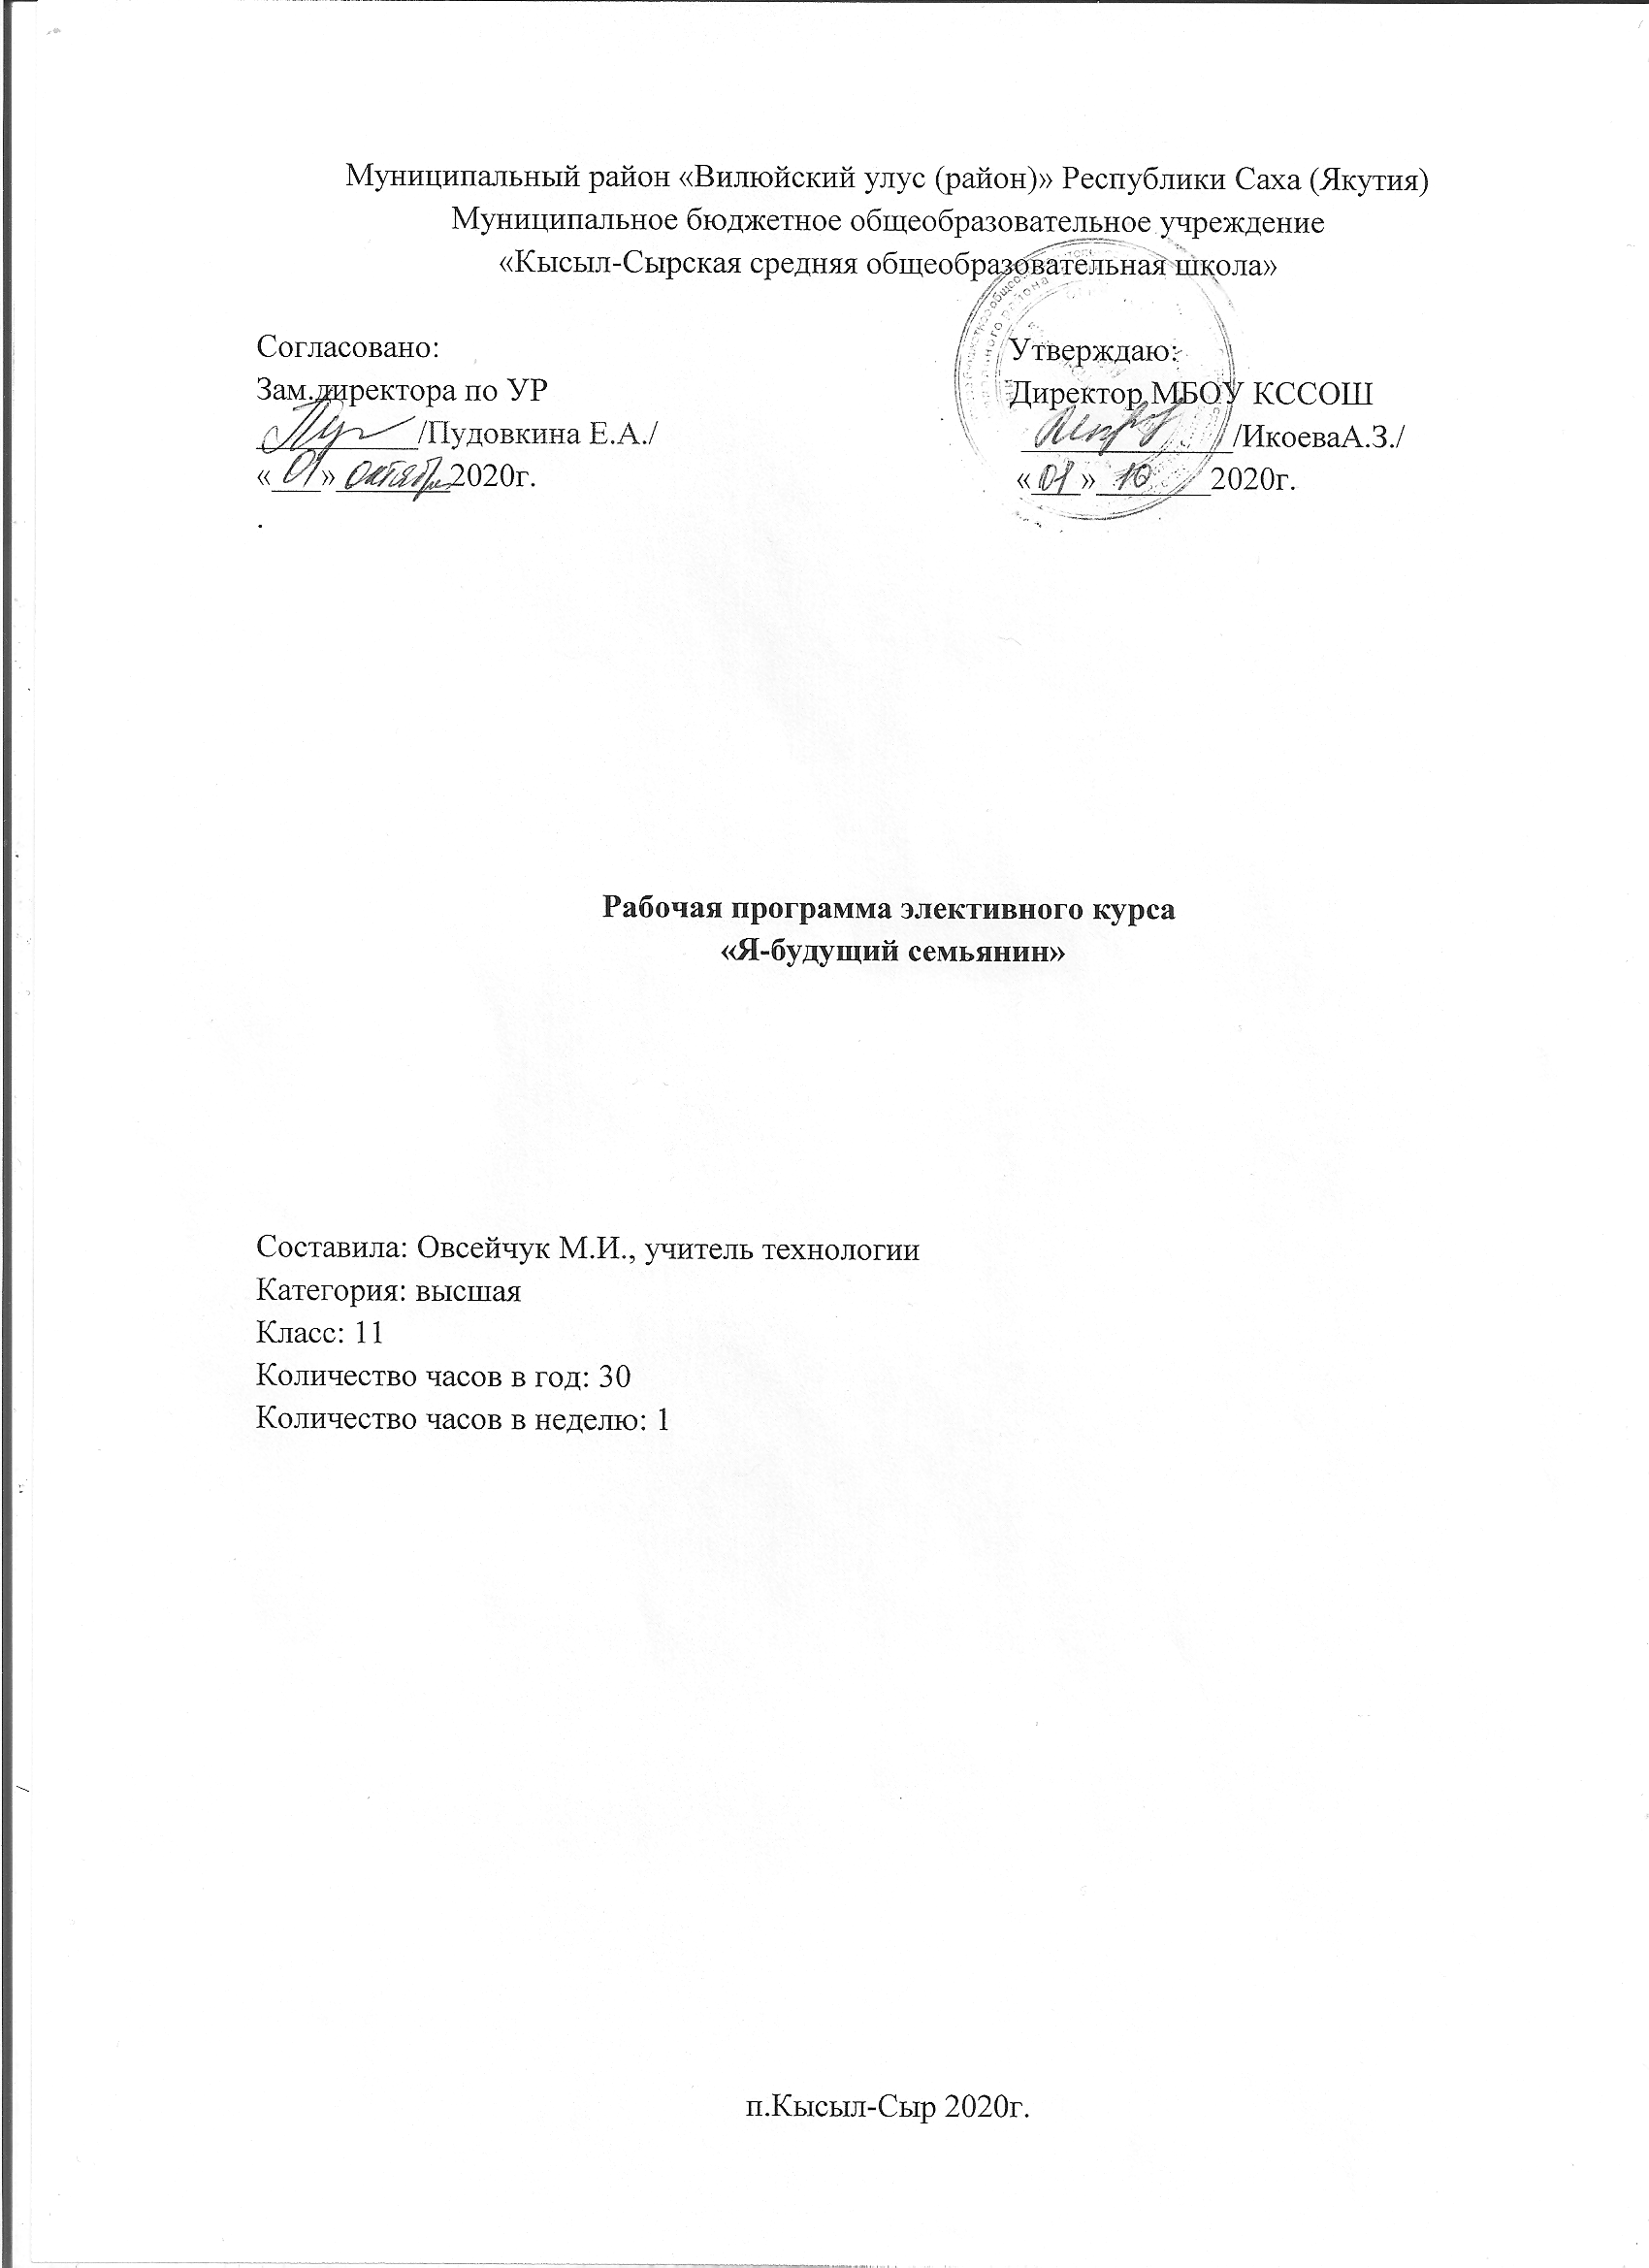 Муниципальный район «Вилюйский улус (район)» Республики Саха (Якутия)
Муниципальное бюджетное общеобразовательное учреждение
«Кысыл-Сырская средняя общеобразовательная школа»
Согласовано:
Зам.директора по УР
/Пудовкина Е.А./
«01» октября 2020г.
.
Утверждаю:
Директор МБОУ КССОШ
/ИкоеваА.З./
«01» 10 2020г.
Рабочая программа элективного курса
«Я-будущий семьянин»
Составила: Овсейчук М.И., учитель технологии
Категория: высшая
Класс: 11
Количество часов в год: 30
Количество часов в неделю: 1
п.Кысыл-Сыр 2020г.